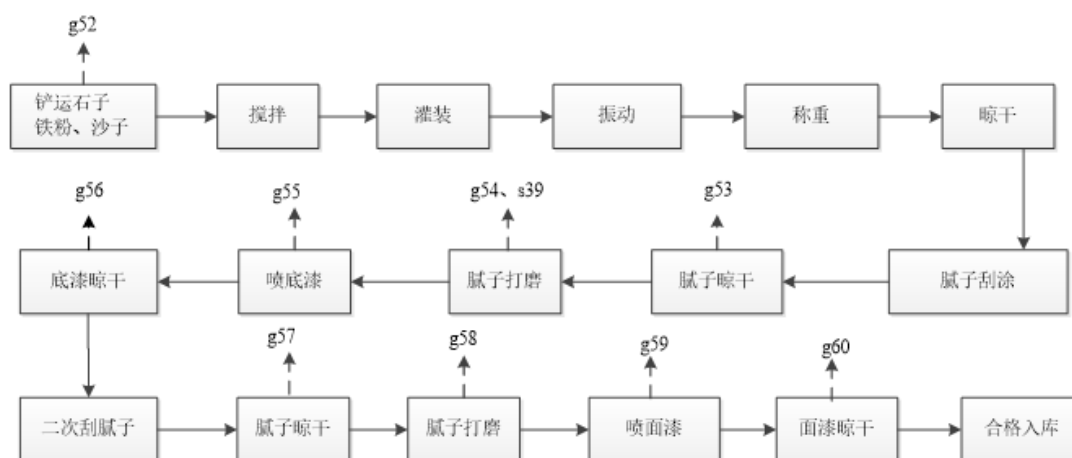 g52
铲运石子
铁粉、沙子
搅拌
灌装
振动
称重
晾干
g56
g55
g54、s39
g53
底漆晾干
喷底漆
腻子打磨
腻子晾干
腻子刮涂
g57
g58
g59
g60
二次刮腻子
腻子晾干
腻子打磨
喷面漆
面漆晾干
合格入库